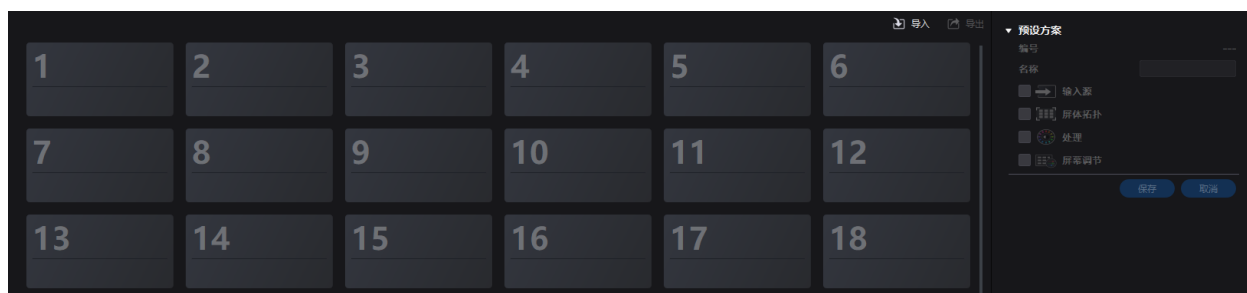 导入 导出
1 2 3 4 5 6
7 8 9 10 11 12
13 14 15 16 17 18
预设方案
编号 ---
名称
输入源
屏体拓扑
处理
屏幕调节
保存 取消